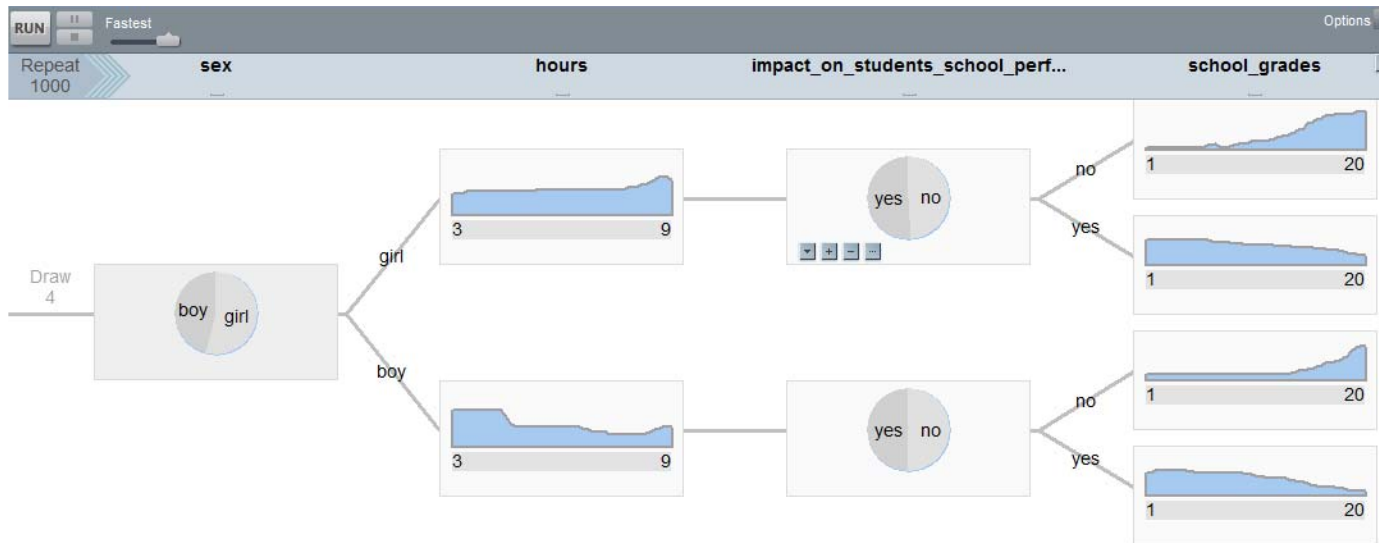 RUN
Fastest
Options
Repeat
1000
sex
hours
impact_on_students_school_perf...
school_grades
Draw
4
boy
girl
girl
boy
3 9
3 9
yes no
yes no
no
yes
no
yes
1 20
1 20
1 20
1 20